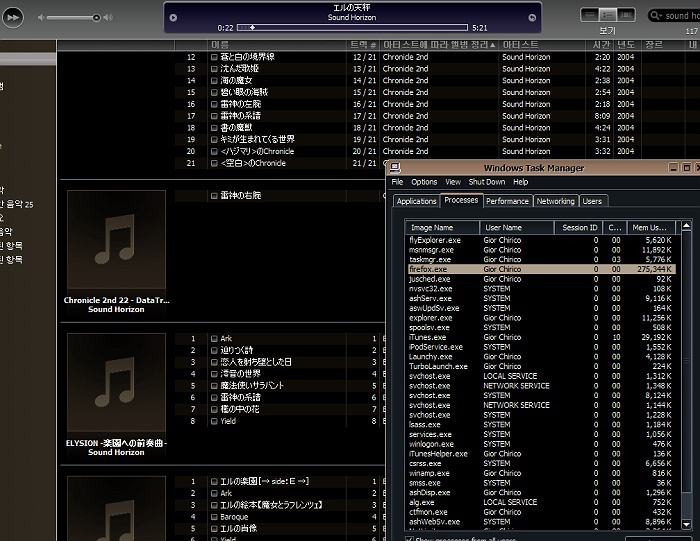 エルの天秤
Sound Horizon
0:22
5:21
보기
sound ho
117
이름 트랙 # 아티스트에 따라 앨범 정리▲ 아티스트 시간 년도 장르
12 蒼と白の境界線 12 / 21 Chronicle 2nd Sound Horizon 2:20 2004
13 沈んだ歌姫 13 / 21 Chronicle 2nd Sound Horizon 4:22 2004
14 海の魔女 14 / 21 Chronicle 2nd Sound Horizon 2:38 2004
15 碧い眼の海賊 15 / 21 Chronicle 2nd Sound Horizon 2:54 2004
16 雷神の左腕 16 / 21 Chronicle 2nd Sound Horizon 2:18 2004
17 雷神の系譜 17 / 21 Chronicle 2nd Sound Horizon 8:09 2004
18 書の魔獣 18 / 21 Chronicle 2nd Sound Horizon 4:24 2004
19 キミが生まれてくる世界 19 / 21 Chronicle 2nd Sound Horizon 3:31 2004
20 <ハジマリ>のChronicle 20 / 21 Chronicle 2nd Sound Horizon 3:32 2004
21 <空白>のChronicle 21 / 21 Chronicle 2nd
雷神の右腕
Chronicle 2nd 22 - DataTr...
Sound Horizon
1 Ark 1
2 辿りつく詩 2
3 恋人を射ち堕とした日 3
4 澪音の世界 4
5 魔法使いサラバント 5
6 雷神の系譜 6
7 檻の中の花 7
8 Yield 8
ELYSION -楽園への前奏曲-
Sound Horizon
1 エルの楽園[→ side:E →] 1
2 Ark 2
3 エルの絵本【魔女とラフレンツェ】 3
4 Baroque 4
5 エルの肖像 5
6 Yield 6
음악 25
항목
항목
Windows Task Manager
File Options View Shut Down Help
Applications Processes Performance Networking Users
Image Name User Name Session ID C... Mem Us...
flyExplorer.exe Gior Chirico 0 00 5,620 K
msnmsgr.exe Gior Chirico 0 00 11,892 K
taskmgr.exe Gior Chirico 0 03 5,776 K
firefox.exe Gior Chirico 0 00 275,344 K
jusched.exe Gior Chirico 0 00 92 K
nvsvc32.exe SYSTEM 0 00 108 K
ashServ.exe SYSTEM 0 00 9,116 K
aswUpdSv.exe SYSTEM 0 00 164 K
explorer.exe Gior Chirico 0 00 11,256 K
spoolsv.exe SYSTEM 0 00 508 K
iTunes.exe Gior Chirico 0 10 29,192 K
iPodService.exe SYSTEM 0 00 1,552 K
Launchy.exe Gior Chirico 0 00 4,128 K
TurboLaunch.exe Gior Chirico 0 00 224 K
svchost.exe LOCAL SERVICE 0 00 1,312 K
svchost.exe NETWORK SERVICE 0 00 1,348 K
svchost.exe SYSTEM 0 00 8,124 K
svchost.exe NETWORK SERVICE 0 00 1,144 K
svchost.exe SYSTEM 0 00 1,228 K
lsass.exe SYSTEM 0 00 1,184 K
services.exe SYSTEM 0 00 1,056 K
winlogon.exe SYSTEM 0 00 496 K
iTunesHelper.exe Gior Chirico 0 00 136 K
csrss.exe SYSTEM 0 00 6,656 K
winamp.exe Gior Chirico 0 00 816 K
smss.exe SYSTEM 0 00 36 K
ashDisp.exe Gior Chirico 0 00 1,296 K
alg.exe LOCAL SERVICE 0 00 752 K
ctfmon.exe Gior Chirico 0 00 432 K
ashWebSv.exe SYSTEM 0 00 8,896 K
Show processes from all users